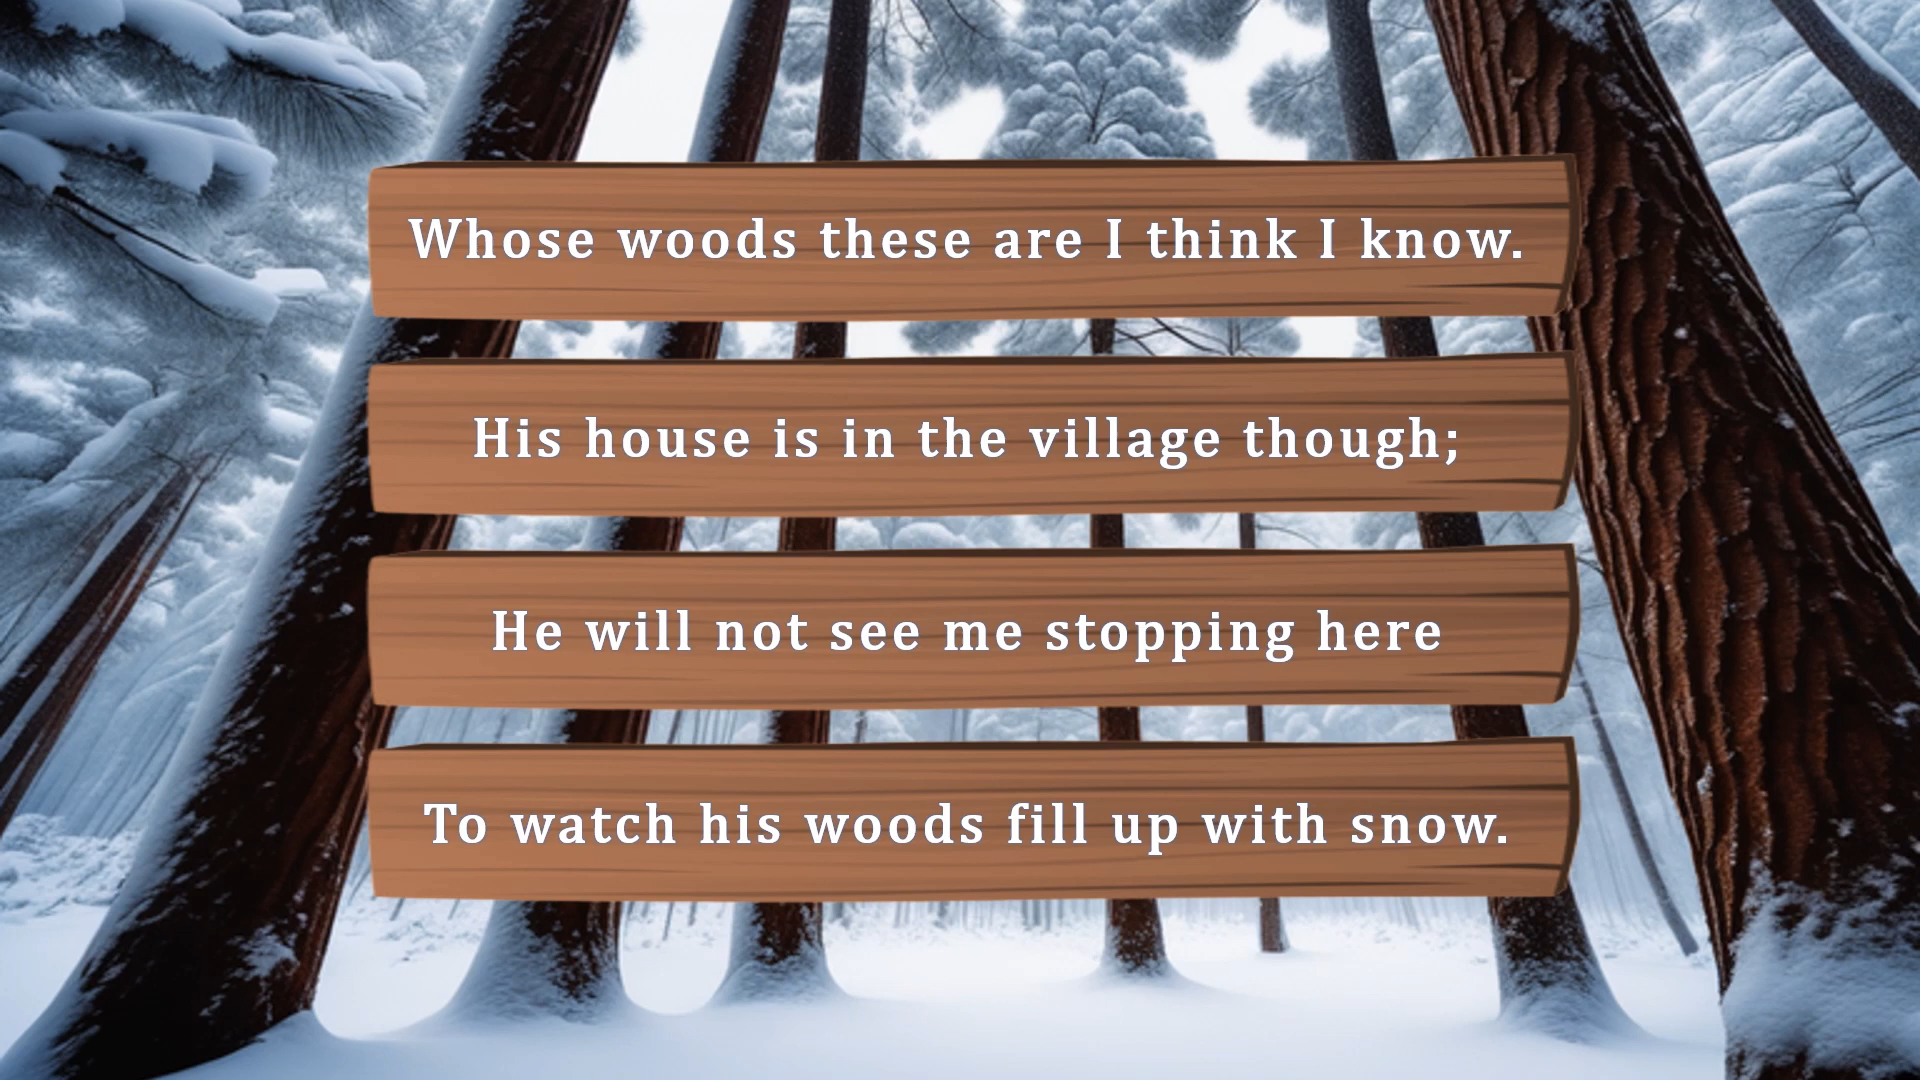 Whose woods these are I think I know.
His house is in the village though;
He will not see me stopping here
To watch his woods fill up with snow.